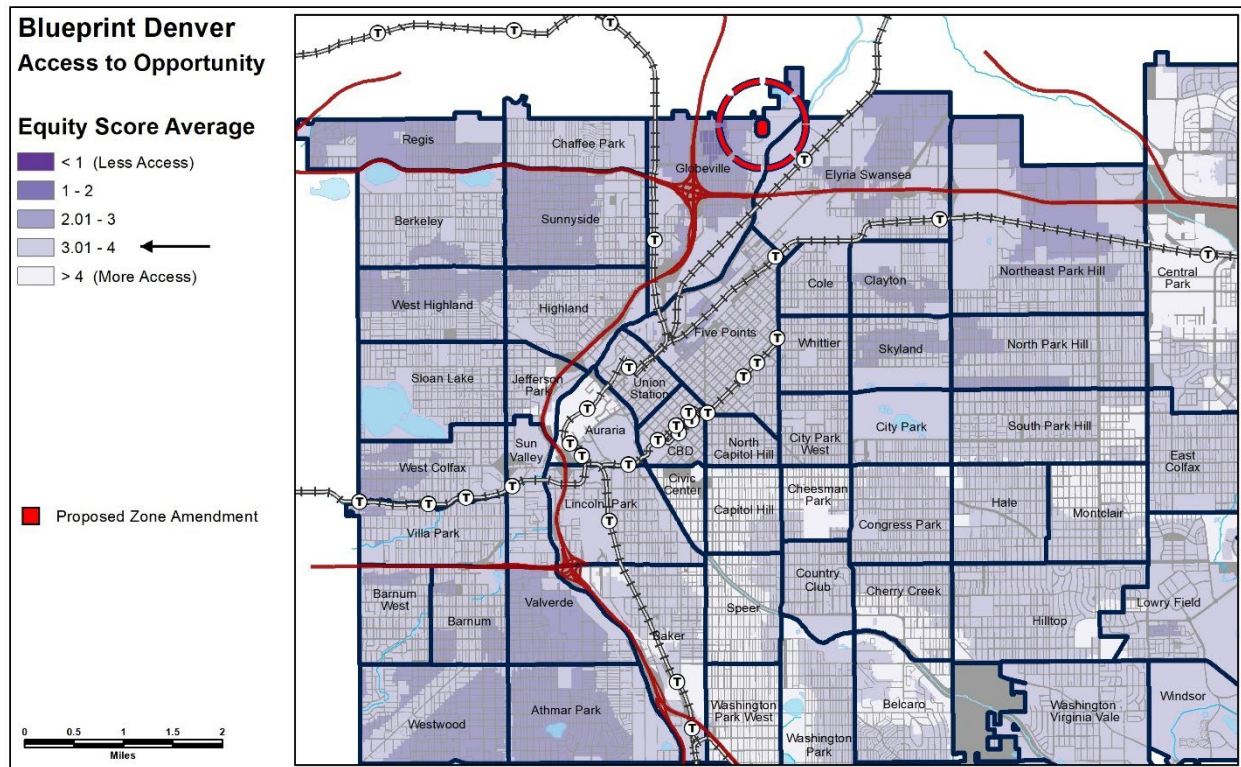 Blueprint Denver
Access to Opportunity
Equity Score Average
< 1 (Less Access)
1 - 2
2.01 - 3
3.01 - 4
> 4 (More Access)
Proposed Zone Amendment
0 0.5 1 1.5 2
Miles
T
T
T
Regis
Chaffee Park
Globeville
T
Elyria Swansea
Berkeley
Sunnyside
T
T
T
T
Northeast Park Hill
Central
Park
West Highland
Highland
Cole
Clayton
Five Points
T
Whittier
Skyland
North Park Hill
Sloan Lake
Jefferson
Park
T
Union
Station
T
T
T
Auraria
T
T
T
T
T
T
T
T
CBD
North
Capitol Hill
City Park
West
City Park
South Park Hill
East
Colfax
West Colfax
Sun
Valley
T
T
T
T
T
Lincoln Park
T
Civic
Center
Capitol Hill
Cheesman
Park
Congress Park
Hale
Montclair
Villa Park
Barnum
West
Barnum
Valverde
Baker
Speer
Country
Club
Cherry Creek
Hilltop
Lowry Field
T
T
Westwood
Athmar Park
Washington
Park West
Washington
Park
Belcaro
Washington
Virginia Vale
Windsor